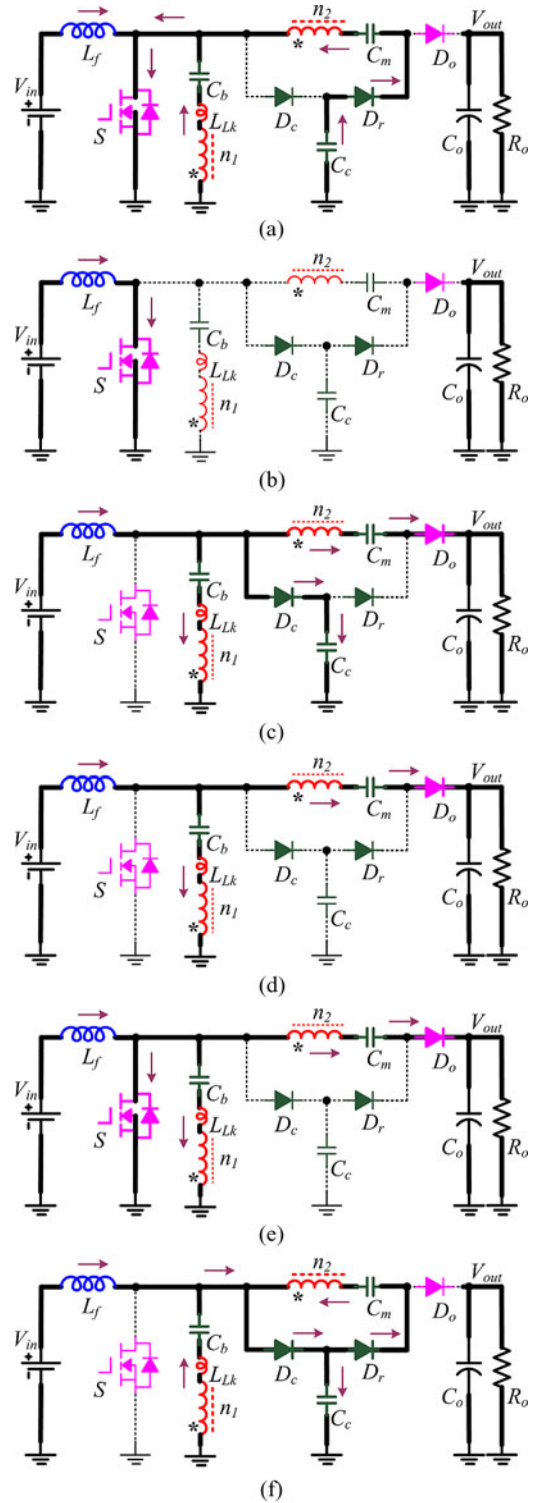 n2
Lf
Vin
+
-
S
Cb
LLk
n1
*
*
Cm
Dc
Dr
Cc
Do
Vout
Co
Ro
(a)
n2
Lf
Vin
+
-
S
Cb
LLk
n1
*
*
Cm
Dc
Dr
Cc
Do
Vout
Co
Ro
(b)
n2
Lf
Vin
+
-
S
Cb
LLk
n1
*
*
Cm
Dc
Dr
Cc
Do
Vout
Co
Ro
(c)
n2
Lf
Vin
+
-
S
Cb
LLk
n1
*
*
Cm
Dc
Dr
Cc
Do
Vout
Co
Ro
(d)
n2
Lf
Vin
+
-
S
Cb
LLk
n1
*
*
Cm
Dc
Dr
Cc
Do
Vout
Co
Ro
(e)
n2
Lf
Vin
+
-
S
Cb
LLk
n1
*
*
Cm
Dc
Dr
Cc
Do
Vout
Co
Ro
(f)